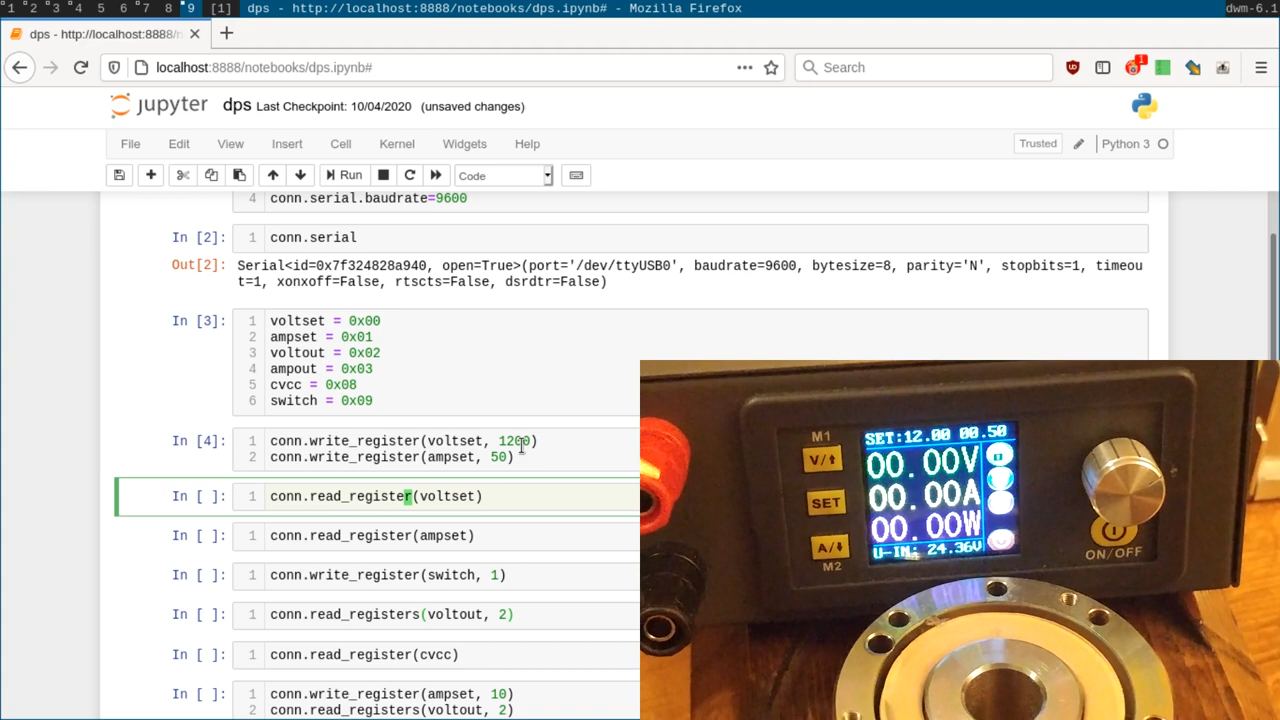 1 2 3 4 5 6 7 8 9 [1] dps - http://localhost:8888/notebooks/dps.ipynb# - Mozilla Firefox dwm-6.1
dps - http://localhost:8888/n
localhost:8888/notebooks/dps.ipynb#
Search
1
jupyter dps Last Checkpoint: 10/04/2020 (unsaved changes)
File Edit View Insert Cell Kernel Widgets Help Trusted Python 3
Run Code
4 conn.serial.baudrate=9600
In [2]: 1 conn.serial
Out[2]: Serial<id=0x7f324828a940, open=True>(port='/dev/ttyUSB0', baudrate=9600, bytesize=8, parity='N', stopbits=1, timeou
t=1, xonxoff=False, rtscts=False, dsrdtr=False)
In [3]: 1 voltset = 0x00
2 ampset = 0x01
3 voltout = 0x02
4 ampout = 0x03
5 cvcc = 0x08
6 switch = 0x09
In [4]: 1 conn.write_register(voltset, 1200)
2 conn.write_register(ampset, 50)
In [ ]: 1 conn.read_register(voltset)
In [ ]: 1 conn.read_register(ampset)
In [ ]: 1 conn.write_register(switch, 1)
In [ ]: 1 conn.read_registers(voltout, 2)
In [ ]: 1 conn.read_register(cvcc)
In [ ]: 1 conn.write_register(ampset, 10)
2 conn.read_registers(voltout, 2)
M1
V/
SET
A/
M2
SET:12.00 00.50
00.00V
00.00A
00.00W
U-IN: 24.36V
ON/OFF